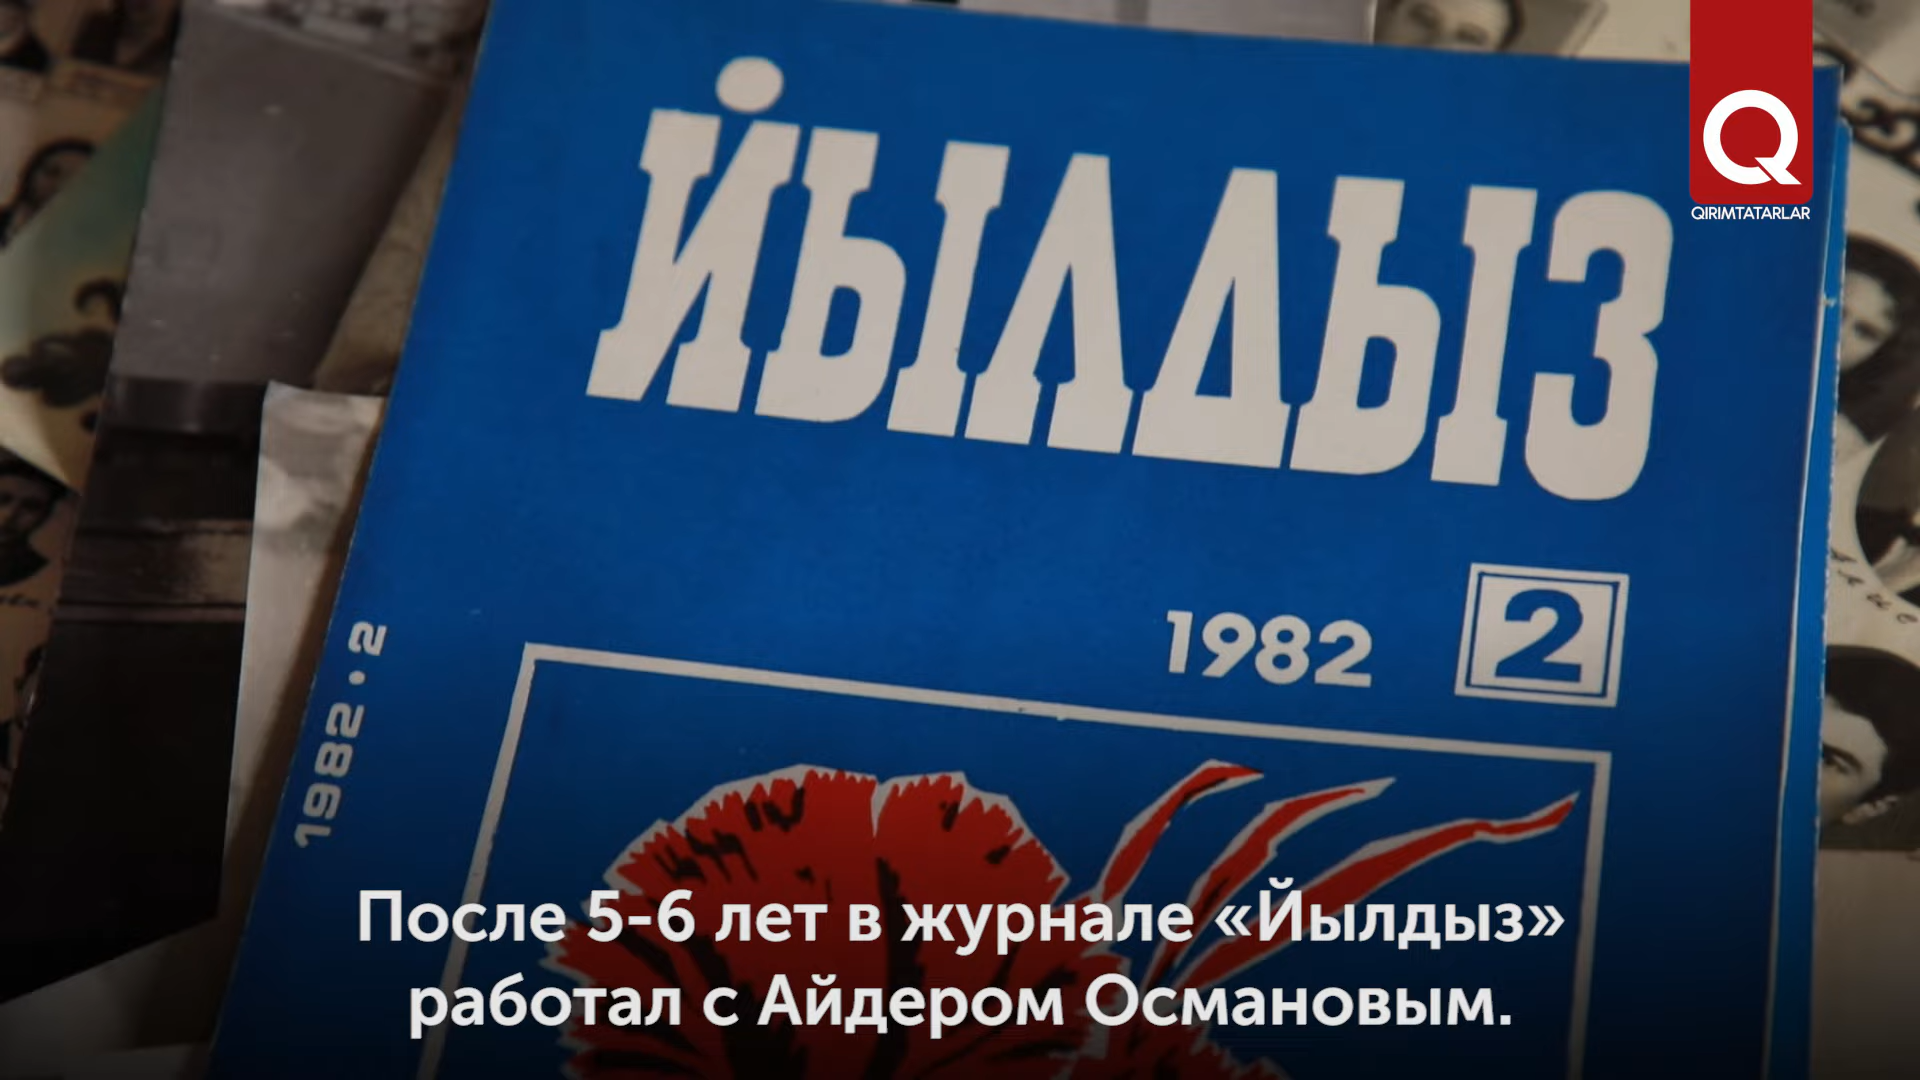 ЙЫЛДЫЗ
QIRIMTATARLAR
1982 2
1982.2
После 5-6 лет в журнале «Йылдыз»
работал с Айдером Османовым.